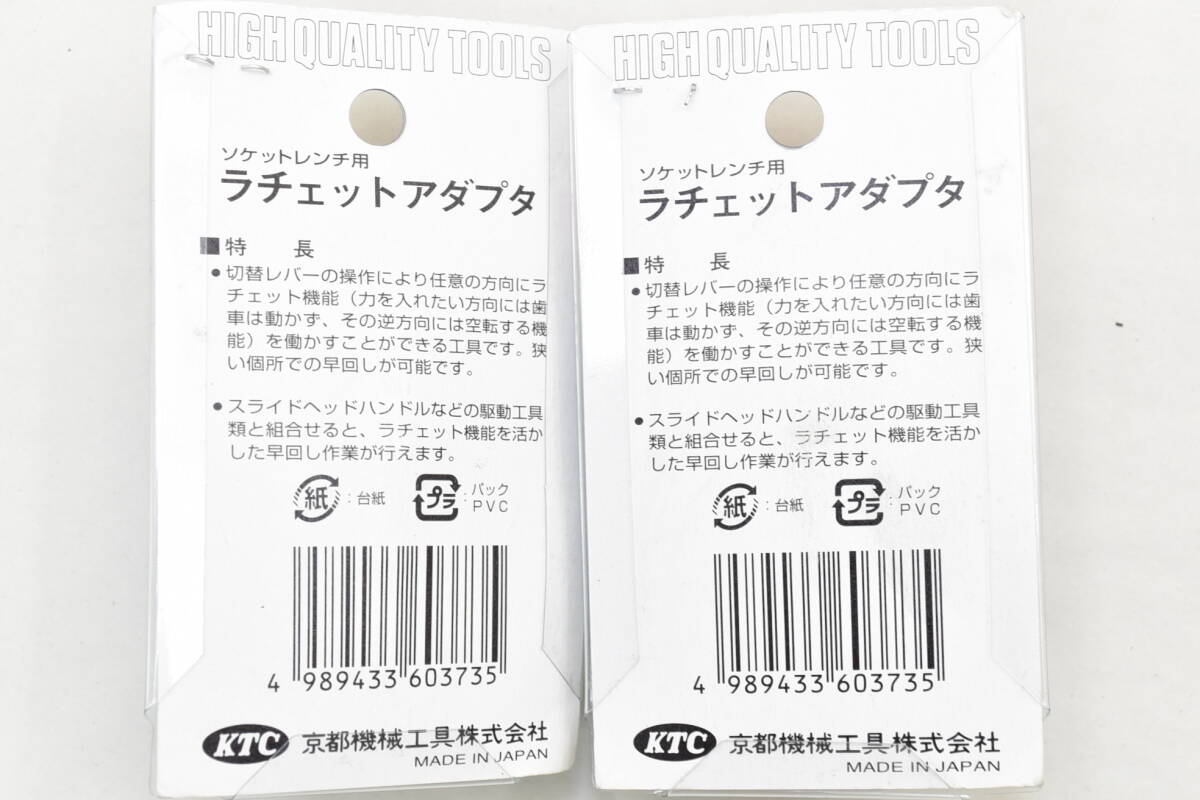 HIGH QUALITY TOOLS
ソケットレンチ用
ラチェットアダプタ
■特 長
●切替レバーの操作により任意の方向にラ
チェット機能（力を入れたい方向には歯
車は動かず、その逆方向には空転する機
能）を働かすことができる工具です。狭
い個所での早回しが可能です。
●スライドヘッドハンドルなどの駆動工具
類と組合せると、ラチェット機能を活か
した早回し作業が行えます。
紙:台紙
プラ:パック
PVC
4 989433 603735
KTC 京都機械工具株式会社
MADE IN JAPAN
HIGH QUALITY TOOLS
ソケットレンチ用
ラチェットアダプタ
■特 長
●切替レバーの操作により任意の方向にラ
チェット機能（力を入れたい方向には歯
車は動かず、その逆方向には空転する機
能）を働かすことができる工具です。狭
い個所での早回しが可能です。
●スライドヘッドハンドルなどの駆動工具
類と組合せると、ラチェット機能を活か
した早回し作業が行えます。
紙:台紙
プラ:パック
PVC
4 989433 603735
KTC 京都機械工具株式会社
MADE IN JAPAN